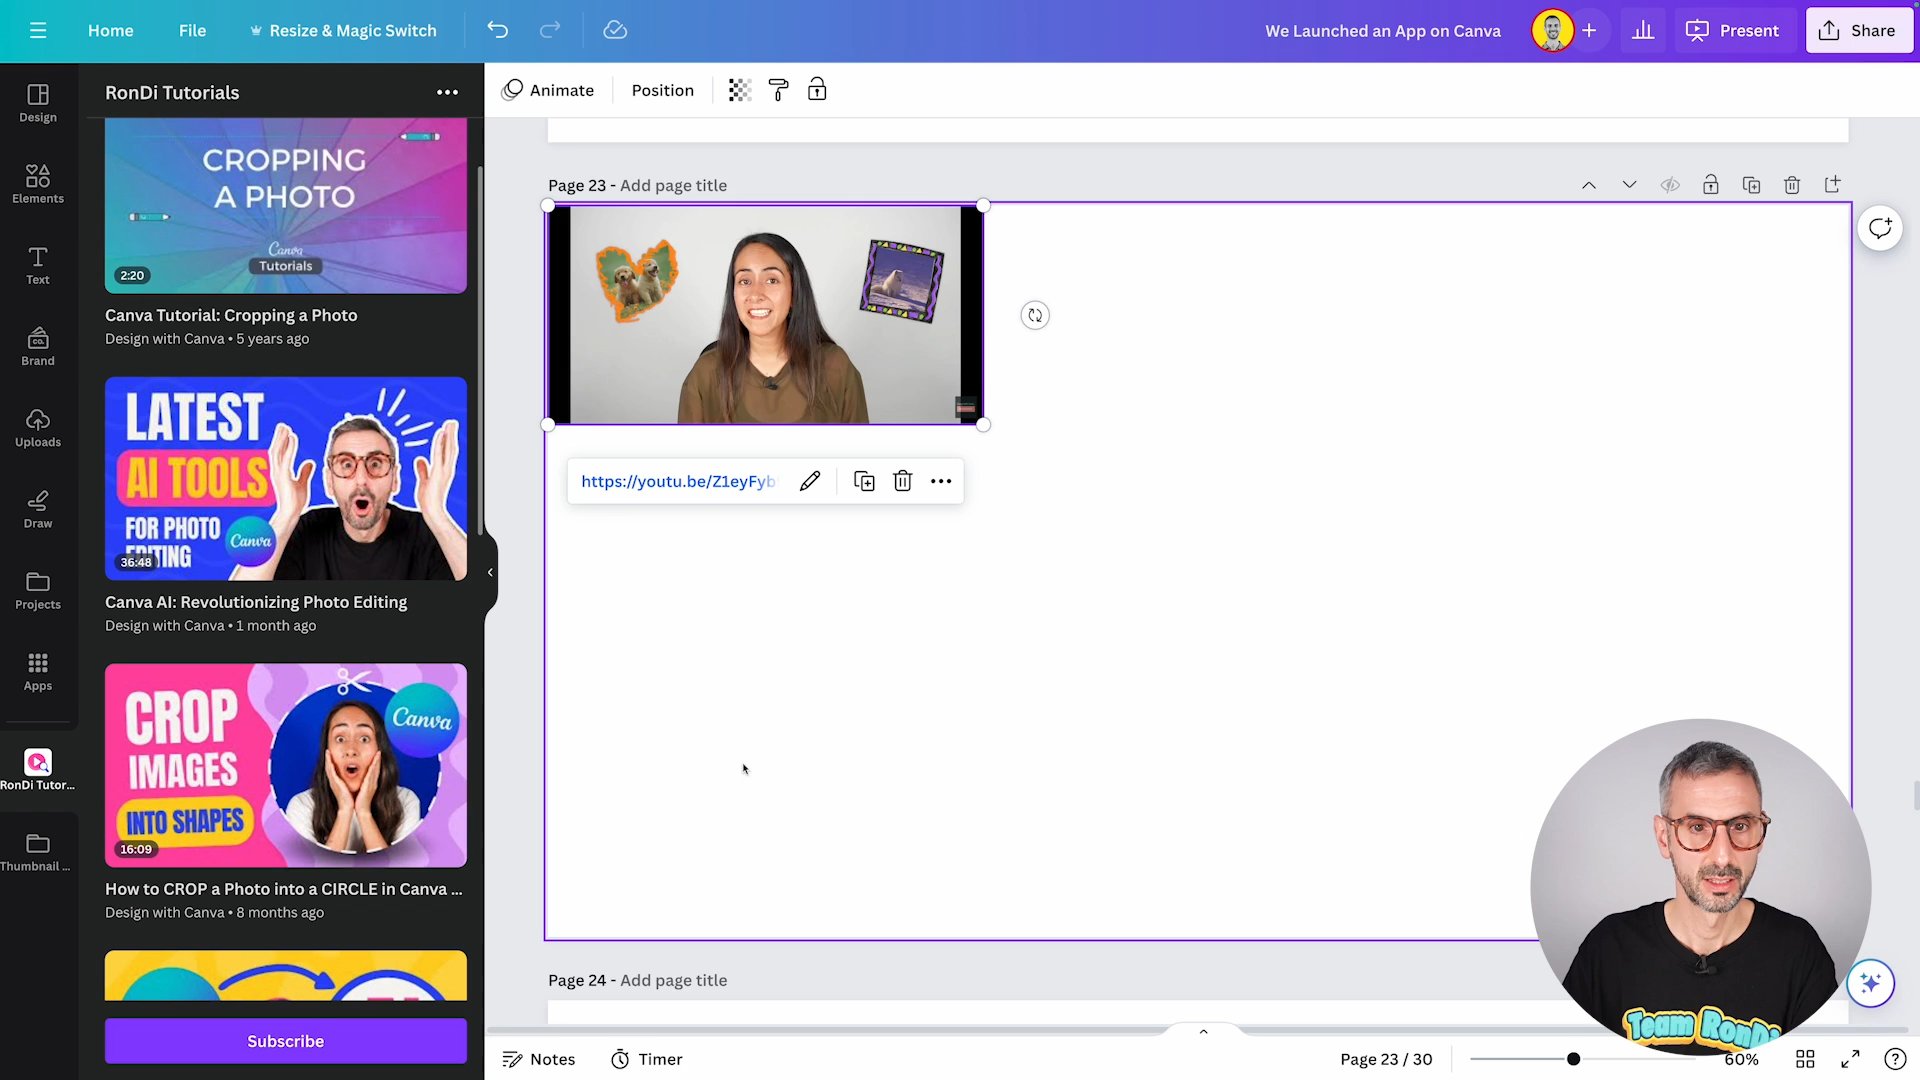 Home
File
Resize & Magic Switch
We Launched an App on Canva
Present
Share
Design
Elements
Text
Brand
Uploads
Draw
Projects
Apps
RonDi Tutor...
Thumbnail ...
RonDi Tutorials
CROPPING
A PHOTO
Canva
Tutorials
2:20
Canva Tutorial: Cropping a Photo
Design with Canva • 5 years ago
LATEST
AI TOOLS
FOR PHOTO
EDITING
Canva
36:48
Canva AI: Revolutionizing Photo Editing
Design with Canva • 1 month ago
CROP
IMAGES
INTO SHAPES
Canva
16:09
How to CROP a Photo into a CIRCLE in Canva ...
Design with Canva • 8 months ago
Subscribe
Animate
Position
Page 23 - Add page title
https://youtu.be/Z1eyFyb
Page 24 - Add page title
Team RonDi
Notes
Timer
Page 23 / 30
60%